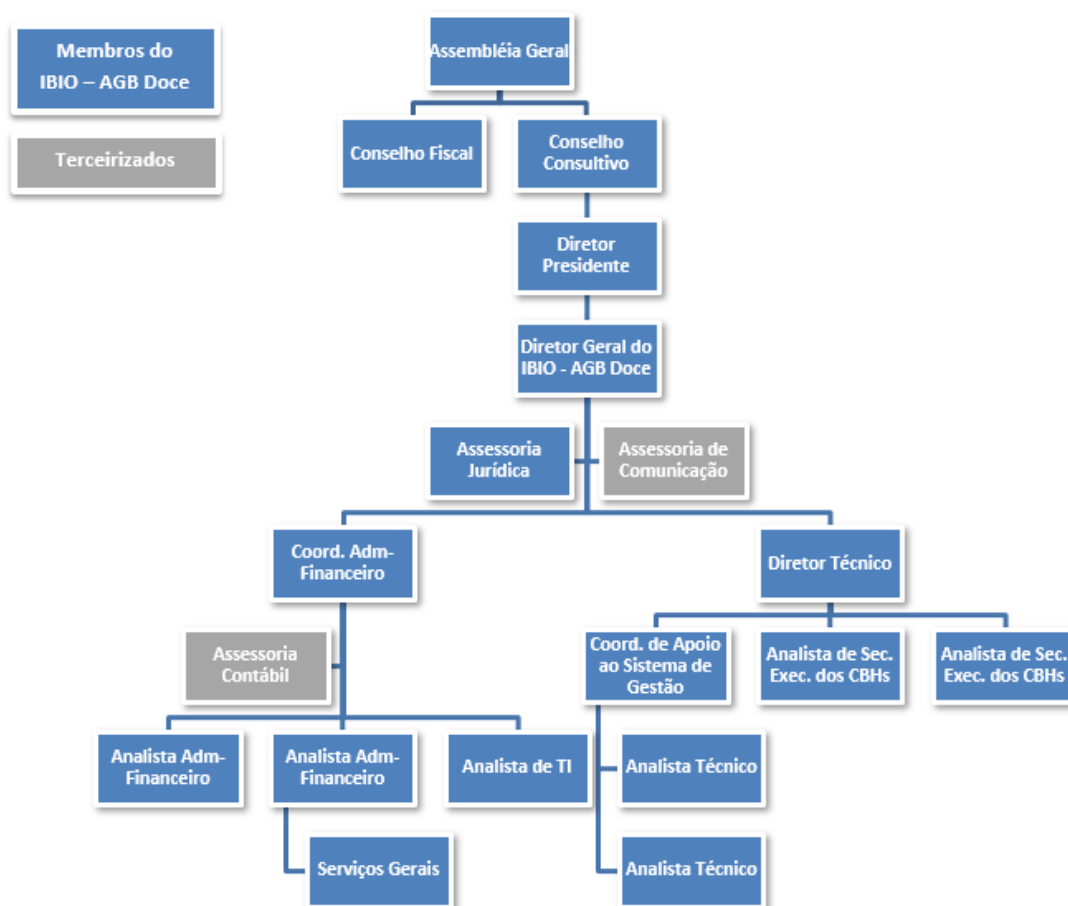 Membros do
IBIO – AGB Doce
Terceirizados
Assembléia Geral
Conselho Fiscal
Conselho
Consultivo
Diretor
Presidente
Diretor Geral do
IBIO - AGB Doce
Assessoria
Jurídica
Assessoria de
Comunicação
Coord. Adm-
Financeiro
Diretor Técnico
Assessoria
Contábil
Coord. de Apoio
ao Sistema de
Gestão
Analista de Sec.
Exec. dos CBHs
Analista de Sec.
Exec. dos CBHs
Analista Adm-
Financeiro
Analista Adm-
Financeiro
Analista de TI
Analista Técnico
Serviços Gerais
Analista Técnico